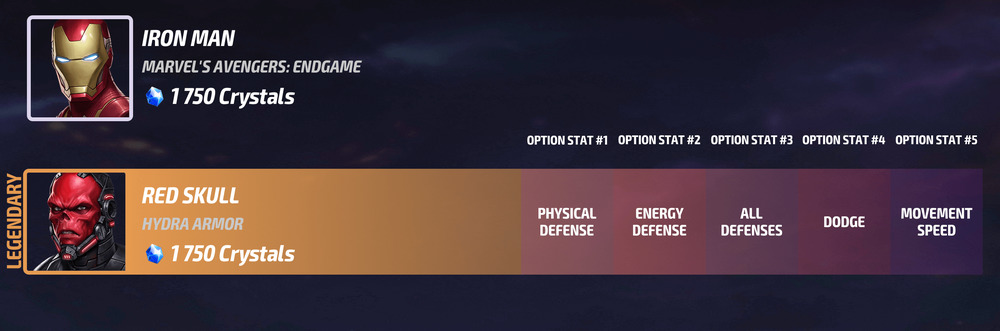 IRON MAN
MARVEL'S AVENGERS: ENDGAME
1 750 Crystals
OPTION STAT #1 OPTION STAT #2 OPTION STAT #3 OPTION STAT #4 OPTION STAT #5
LEGENDARY
RED SKULL
HYDRA ARMOR
1 750 Crystals
PHYSICAL
DEFENSE
ENERGY
DEFENSE
ALL
DEFENSES
DODGE
MOVEMENT
SPEED